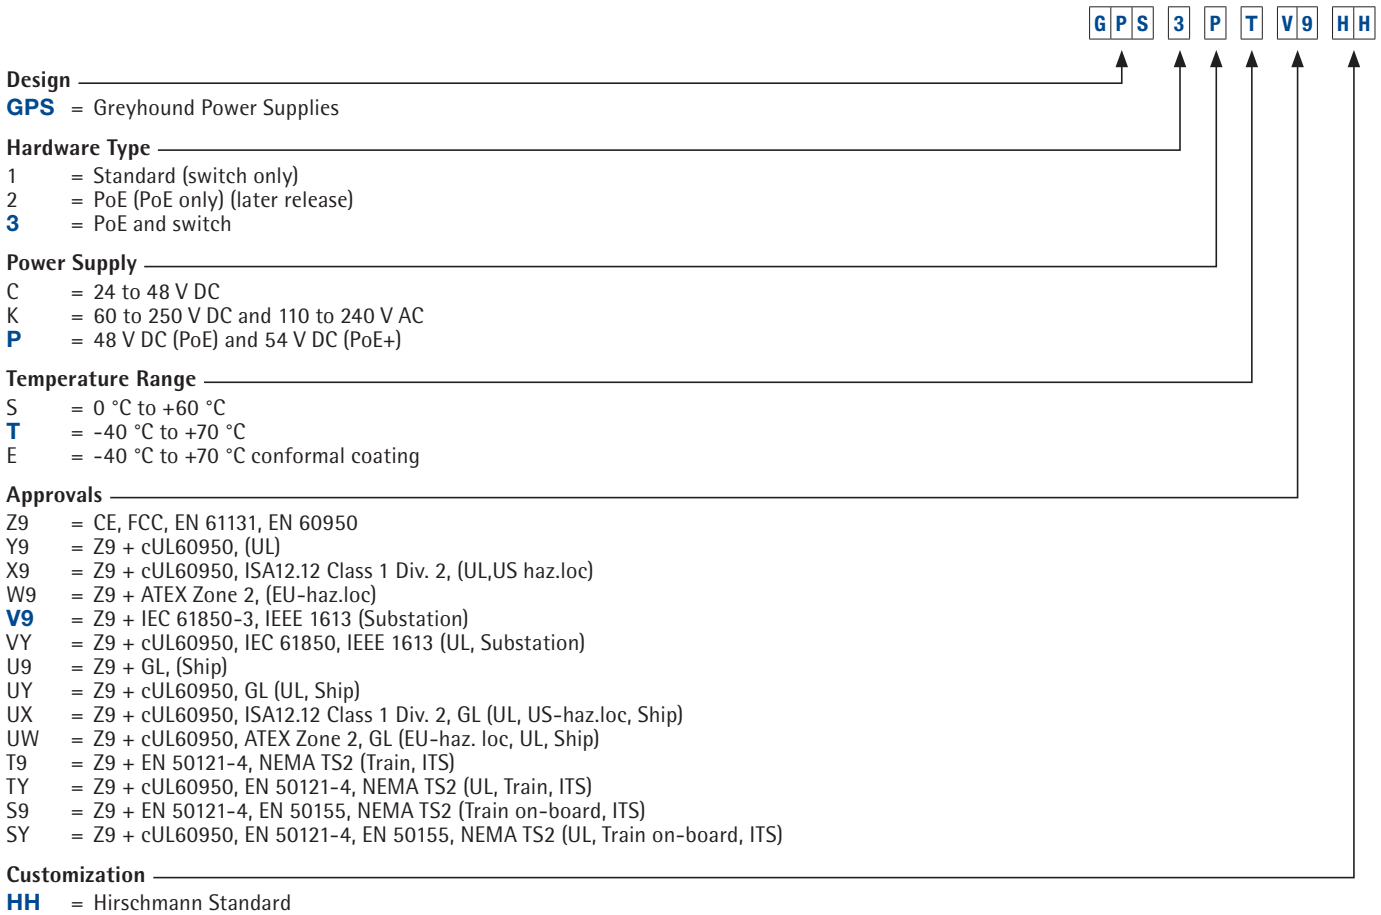 GPS 3 P T V9 HH
Design
GPS = Greyhound Power Supplies
Hardware Type
1 = Standard (switch only)
2 = PoE (PoE only) (later release)
3 = PoE and switch
Power Supply
C = 24 to 48 V DC
K = 60 to 250 V DC and 110 to 240 V AC
P = 48 V DC (PoE) and 54 V DC (PoE+)
Temperature Range
S = 0 °C to +60 °C
T = -40 °C to +70 °C
E = -40 °C to +70 °C conformal coating
Approvals
Z9 = CE, FCC, EN 61131, EN 60950
Y9 = Z9 + cUL60950, (UL)
X9 = Z9 + cUL60950, ISA12.12 Class 1 Div. 2, (UL,US haz.loc)
W9 = Z9 + ATEX Zone 2, (EU-haz.loc)
V9 = Z9 + IEC 61850-3, IEEE 1613 (Substation)
VY = Z9 + cUL60950, IEC 61850, IEEE 1613 (UL, Substation)
U9 = Z9 + GL, (Ship)
UY = Z9 + cUL60950, GL (UL, Ship)
UX = Z9 + cUL60950, ISA12.12 Class 1 Div. 2, GL (UL, US-haz.loc, Ship)
UW = Z9 + cUL60950, ATEX Zone 2, GL (EU-haz. loc, UL, Ship)
T9 = Z9 + EN 50121-4, NEMA TS2 (Train, ITS)
TY = Z9 + cUL60950, EN 50121-4, NEMA TS2 (UL, Train, ITS)
S9 = Z9 + EN 50121-4, EN 50155, NEMA TS2 (Train on-board, ITS)
SY = Z9 + cUL60950, EN 50121-4, EN 50155, NEMA TS2 (UL, Train on-board, ITS)
Customization
HH = Hirschmann Standard